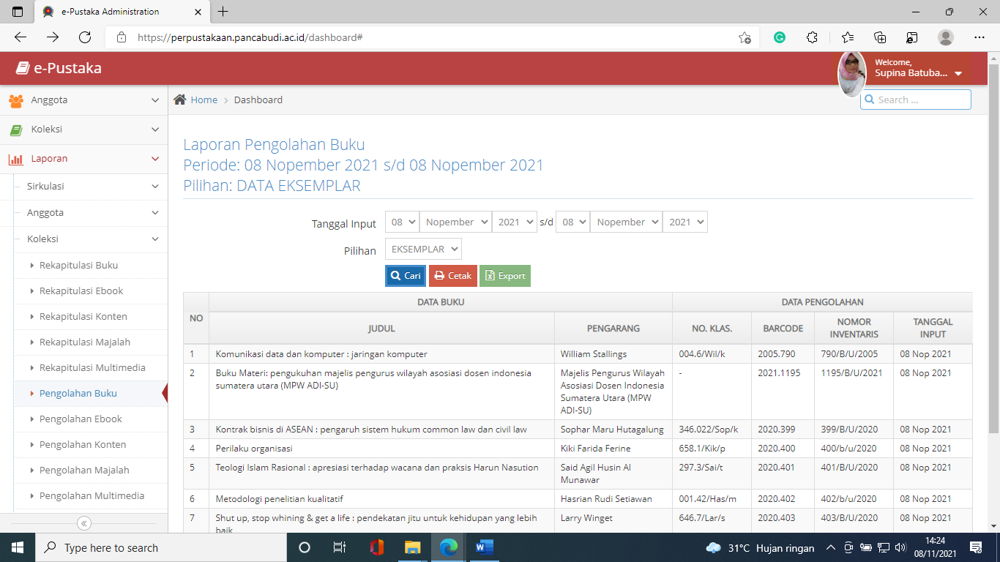 e-Pustaka Administration
https://perpustakaan.pancabudi.ac.id/dashboard#
e-Pustaka
Welcome,
Supina Batuba...
Anggota
Koleksi
Laporan
Sirkulasi
Anggota
Koleksi
Rekapitulasi Buku
Rekapitulasi Ebook
Rekapitulasi Konten
Rekapitulasi Majalah
Rekapitulasi Multimedia
Pengolahan Buku
Pengolahan Ebook
Pengolahan Konten
Pengolahan Majalah
Pengolahan Multimedia
Home > Dashboard
Search ...
Laporan Pengolahan Buku
Periode: 08 Nopember 2021 s/d 08 Nopember 2021
Pilihan: DATA EKSEMPLAR
Tanggal Input 08 Nopember 2021 s/d 08 Nopember 2021
Pilihan EKSEMPLAR
Cari Cetak Export
NO DATA BUKU DATA PENGOLAHAN
JUDUL PENGARANG NO. KLAS. BARCODE NOMOR INVENTARIS TANGGAL INPUT
1 Komunikasi data dan komputer : jaringan komputer William Stallings 004.6/Wil/k 2005.790 790/B/U/2005 08 Nop 2021
2 Buku Materi: pengukuhan majelis pengurus wilayah asosiasi dosen indonesia Majelis Pengurus Wilayah - 2021.1195 1195/B/U/2021 08 Nop 2021
sumatera utara (MPW ADI-SU) Asosiasi Dosen Indonesia
Sumatera Utara (MPW
ADI-SU)
3 Kontrak bisnis di ASEAN : pengaruh sistem hukum common law dan civil law Sophar Maru Hutagalung 346.022/Sop/k 2020.399 399/B/U/2020 08 Nop 2021
4 Perilaku organisasi Kiki Farida Ferine 658.1/Kik/p 2020.400 400/b/u/2020 08 Nop 2021
5 Teologi Islam Rasional : apresiasi terhadap wacana dan praksis Harun Nasution Said Agil Husin Al 297.3/Sai/t 2020.401 401/B/U/2020 08 Nop 2021
Munawar
6 Metodologi penelitian kualitatif Hasrian Rudi Setiawan 001.42/Has/m 2020.402 402/b/u/2020 08 Nop 2021
7 Shut up, stop whining & get a life : pendekatan jitu untuk kehidupan yang lebih Larry Winget 646.7/Lar/s 2020.403 403/B/U/2020 08 Nop 2021
baik
Type here to search
31°C Hujan ringan
14:24
08/11/2021